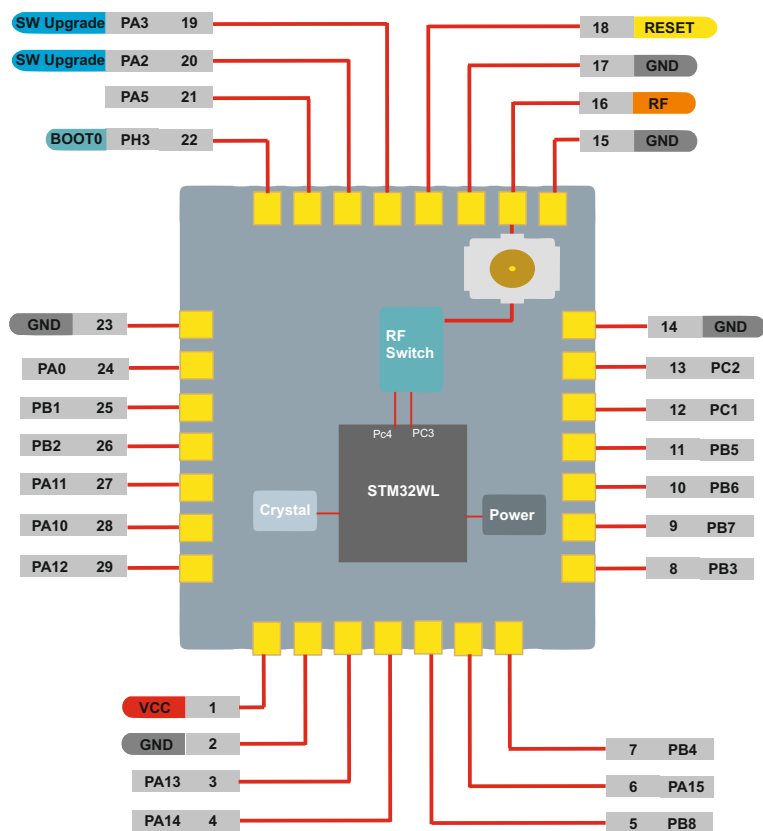 SW Upgrade PA3 19
SW Upgrade PA2 20
PA5 21
BOOT0 PH3 22
18 RESET
17 GND
16 RF
15 GND
GND 23
PA0 24
PB1 25
PB2 26
PA11 27
PA10 28
PA12 29
RF
Switch
Pc4 PC3
STM32WL
Crystal
Power
14 GND
13 PC2
12 PC1
11 PB5
10 PB6
9 PB7
8 PB3
VCC 1
GND 2
PA13 3
PA14 4
7 PB4
6 PA15
5 PB8